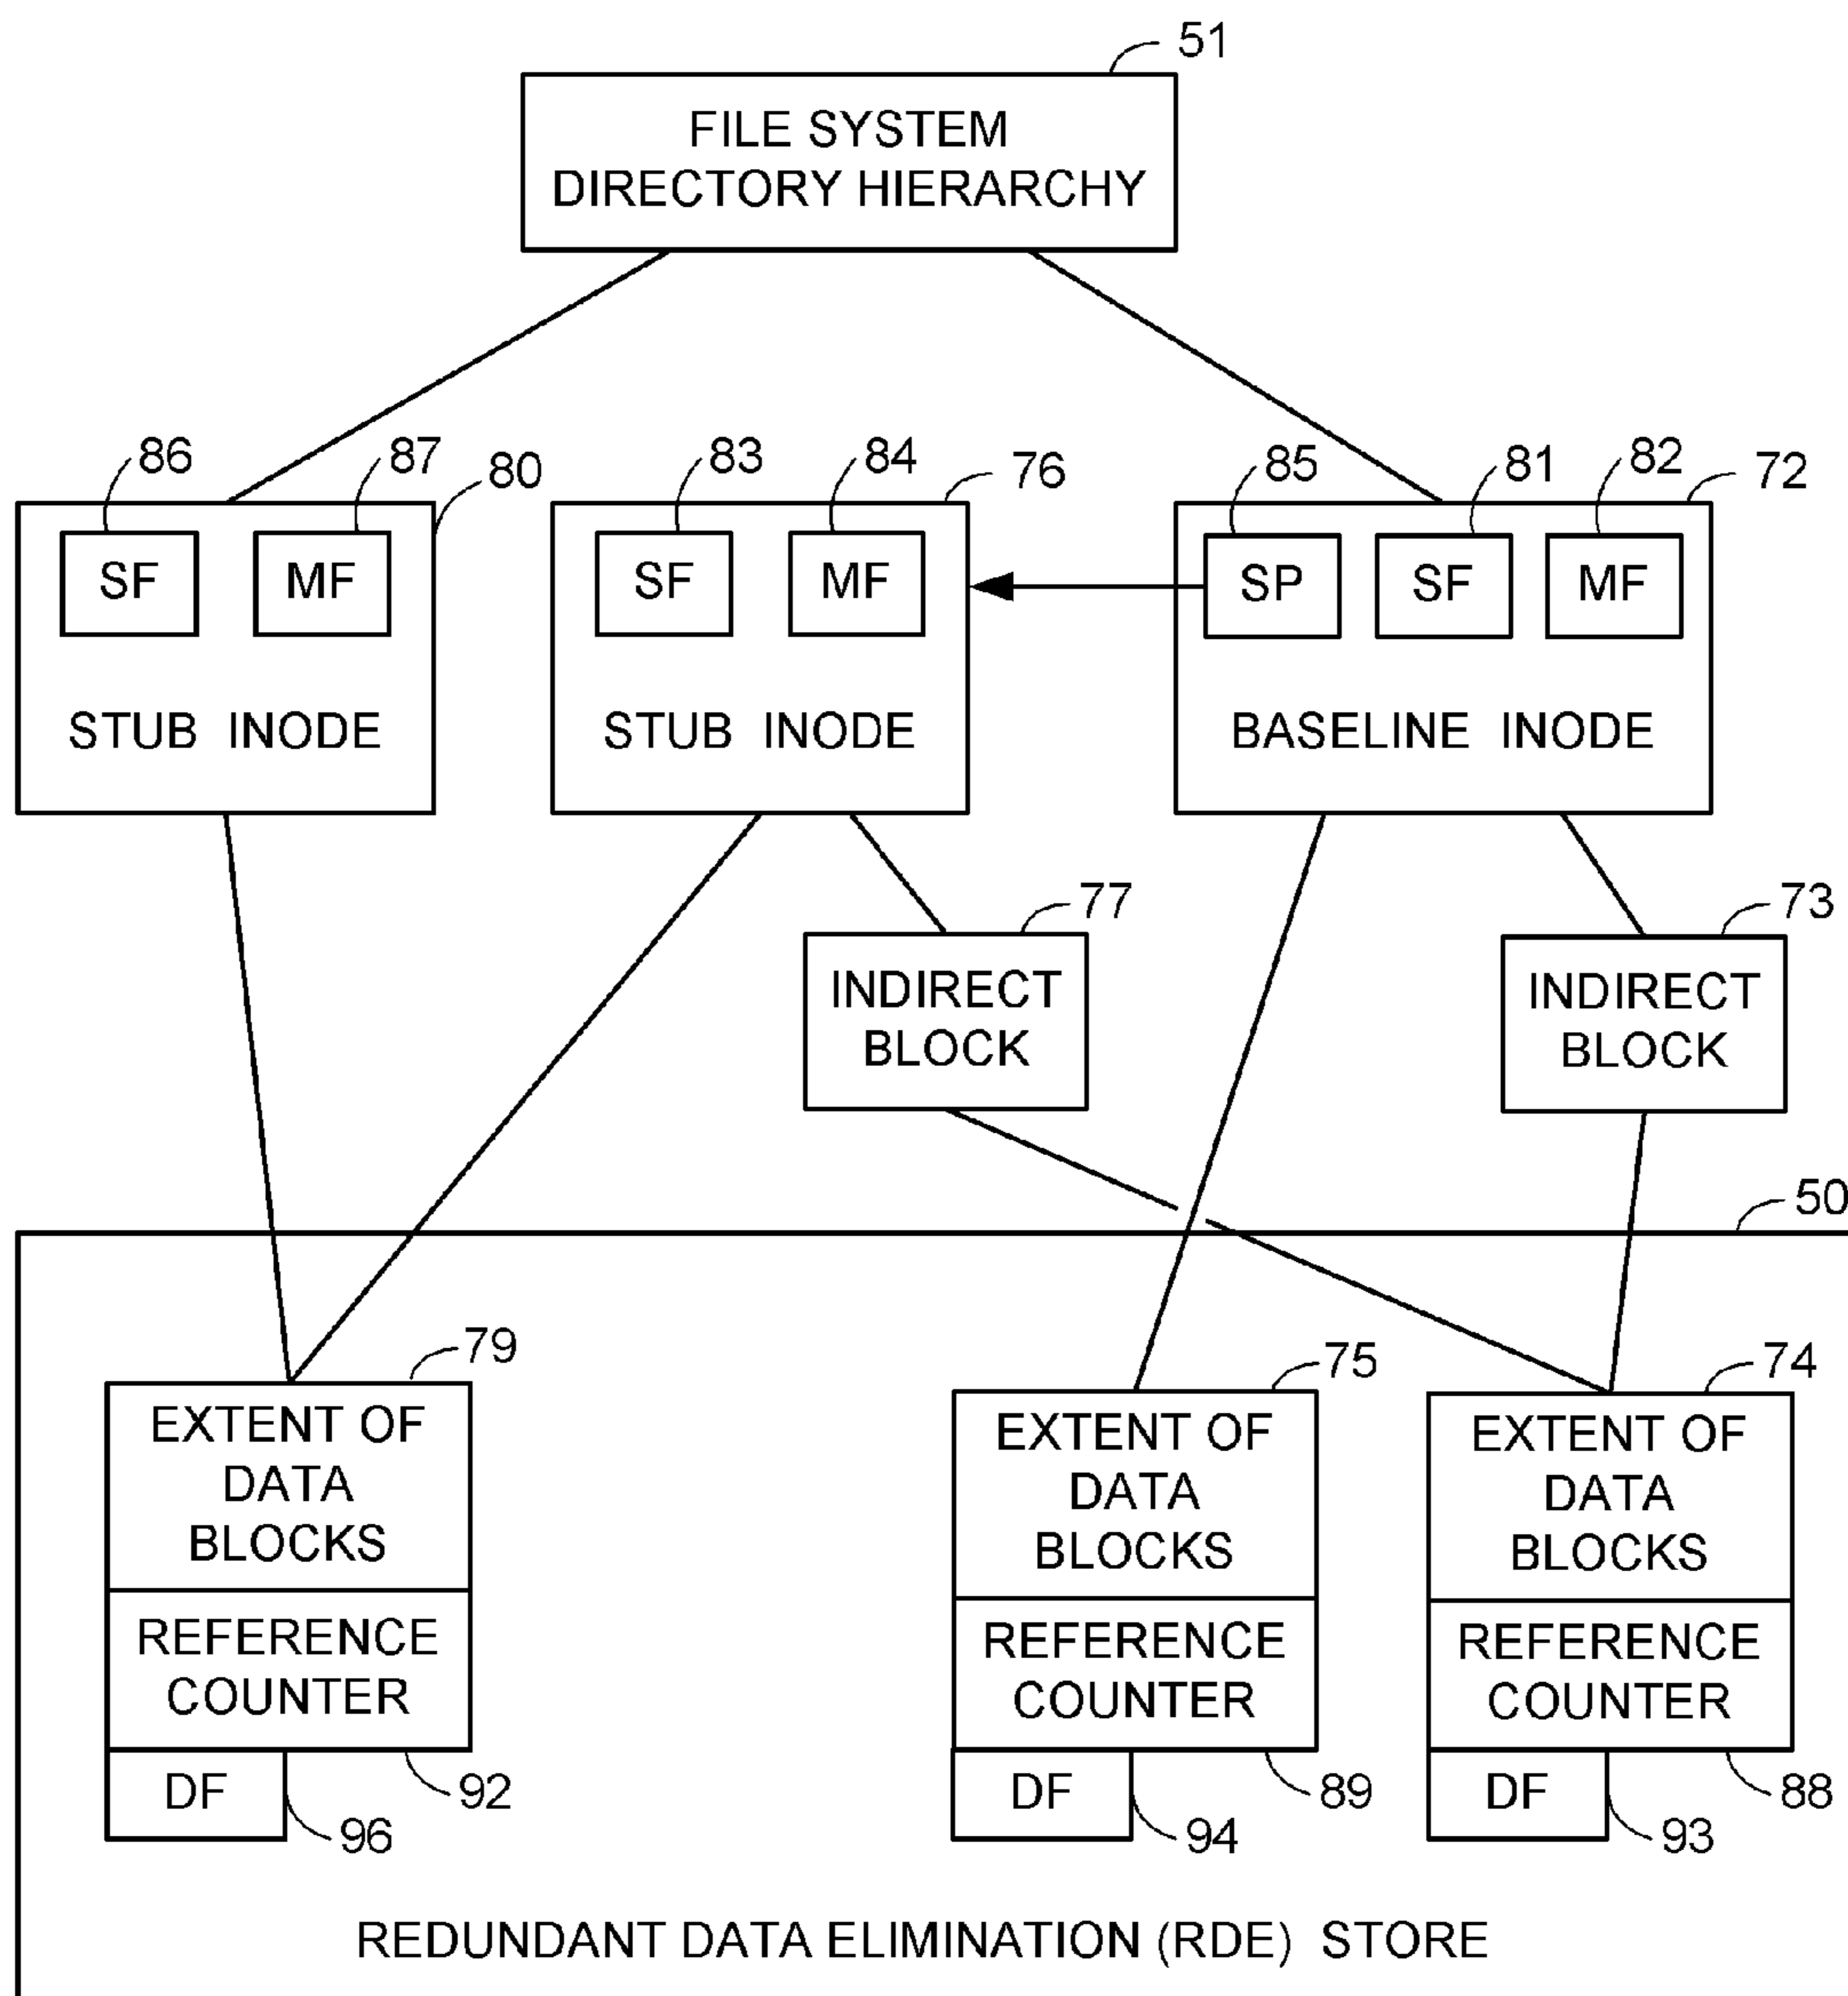 51
FILE SYSTEM
DIRECTORY HIERARCHY
86
87
80
83
84
76
85
81
82
72
SF
MF
SF
MF
SP
SF
MF
STUB INODE
STUB INODE
BASELINE INODE
77
73
INDIRECT
BLOCK
INDIRECT
BLOCK
50
79
75
74
EXTENT OF
DATA
BLOCKS
EXTENT OF
DATA
BLOCKS
EXTENT OF
DATA
BLOCKS
REFERENCE
COUNTER
REFERENCE
COUNTER
REFERENCE
COUNTER
DF
92
96
DF
89
94
DF
88
93
REDUNDANT DATA ELIMINATION (RDE) STORE